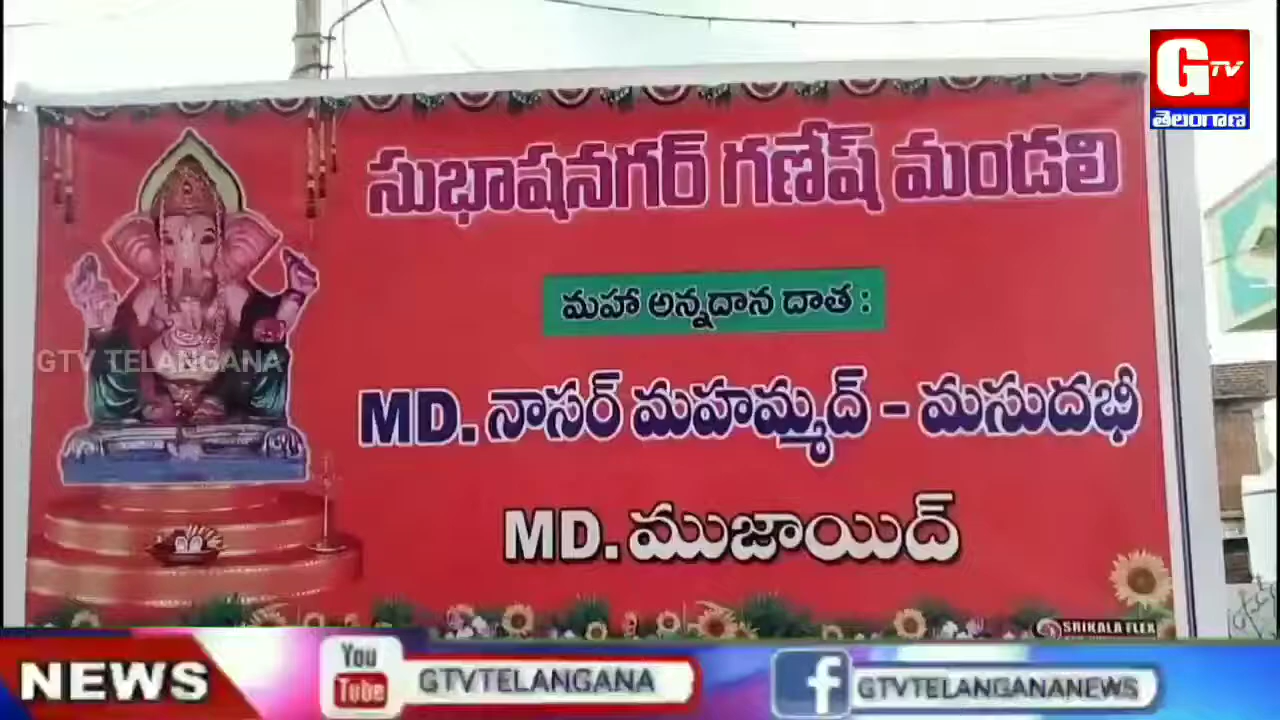 G TV
తెలంగాణ
సుభాషనగర్ గణేష్ మండలి
మహా అన్నదాన దాత :
GTV TELANGANA
MD. నాసర్ మహమ్మద్ - మసుదభీ
MD. ముజాయిద్
SRIKALA FLEX
NEWS
You Tube
GTVTELANGANA
f
GTVTELANGANANEWS